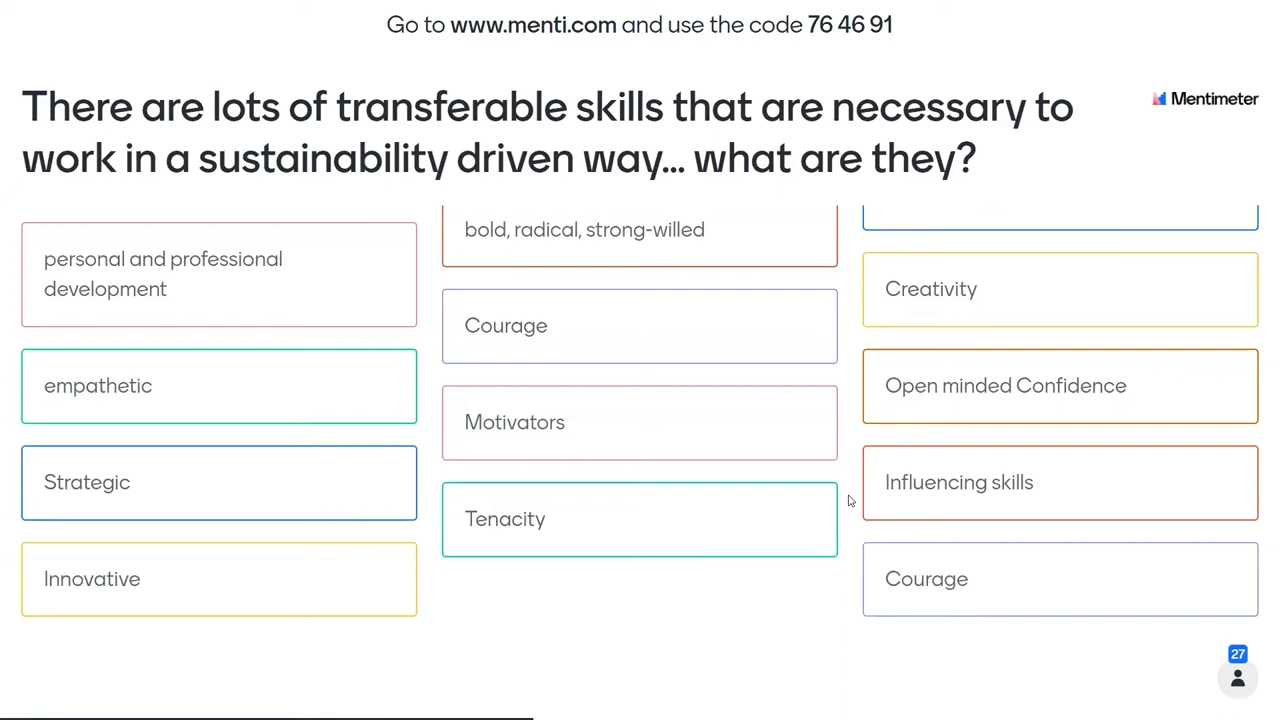 Go to www.menti.com and use the code 76 46 91
There are lots of transferable skills that are necessary to
work in a sustainability driven way... what are they?
Mentimeter
personal and professional
development
empathetic
Strategic
Innovative
bold, radical, strong-willed
Courage
Motivators
Tenacity
Creativity
Open minded Confidence
Influencing skills
Courage
27